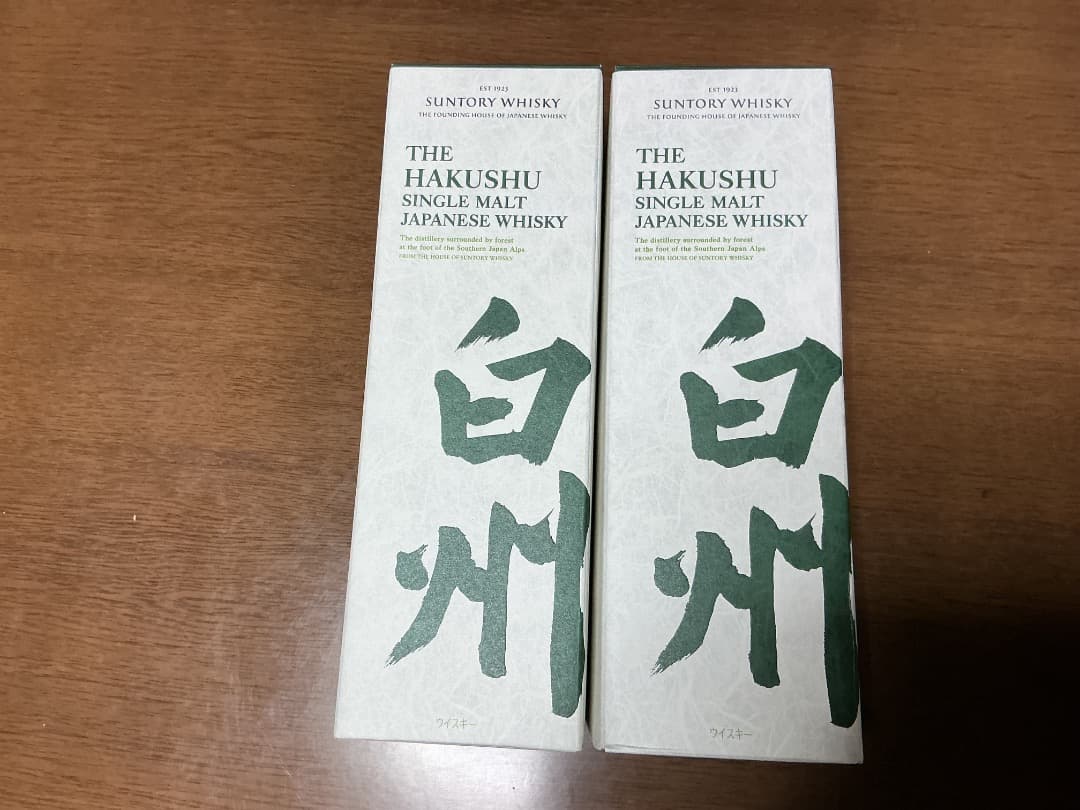 EST 1923
SUNTORY WHISKY
THE FOUNDING HOUSE OF JAPANESE WHISKY
THE
HAKUSHU
SINGLE MALT
JAPANESE WHISKY
The distillery surrounded by forest
at the foot of the Southern Japan Alps
FROM THE HOUSE OF SUNTORY WHISKY
白州
ウイスキー
EST 1923
SUNTORY WHISKY
THE FOUNDING HOUSE OF JAPANESE WHISKY
THE
HAKUSHU
SINGLE MALT
JAPANESE WHISKY
The distillery surrounded by forest
at the foot of the Southern Japan Alps
FROM THE HOUSE OF SUNTORY WHISKY
白州
ウイスキー